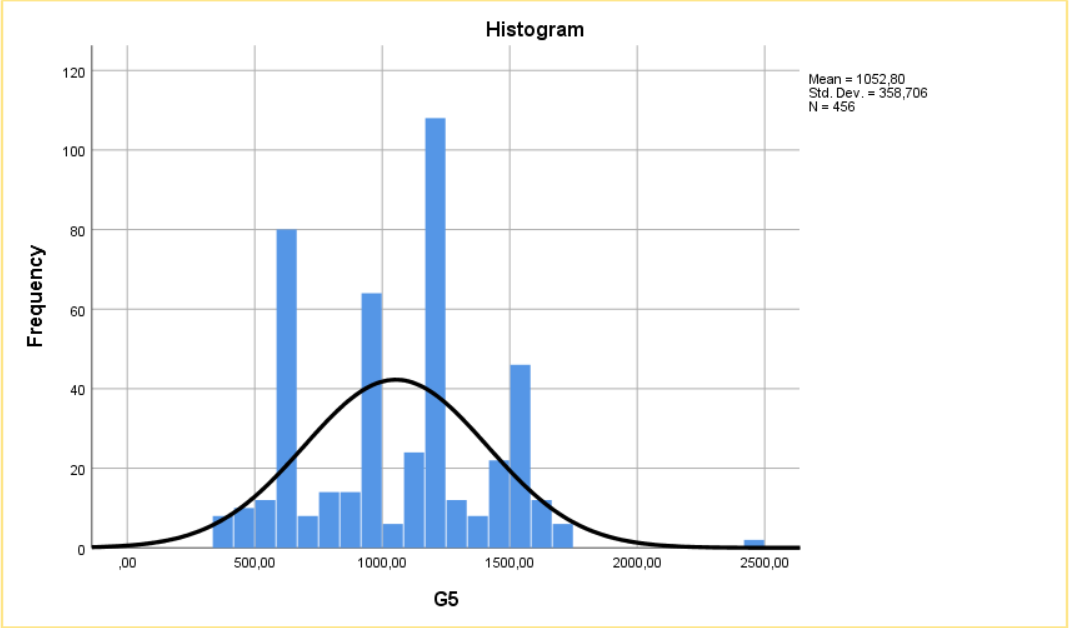 Histogram
Mean = 1052,80
Std. Dev. = 358,706
N = 456
120
100
80
60
40
20
0
Frequency
,00
500,00
1000,00
1500,00
2000,00
2500,00
G5